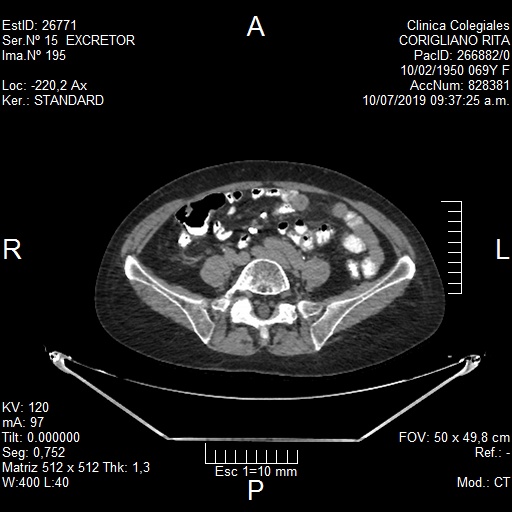 EstID: 26771
Ser.Nº 15  EXCRETOR
Ima.Nº 195
Loc: -220,2 Ax
Ker.: STANDARD
A
Clinica Colegiales
CORIGLIANO RITA
PacID: 266882/0
10/02/1950 069Y F
AccNum: 828381
10/07/2019 09:37:25 a.m.
R
L
KV: 120
mA: 97
Tilt: 0.000000
Seg: 0,752
Matriz 512 x 512 Thk: 1,3
W:400 L:40
Esc 1=10 mm
P
FOV: 50 x 49,8 cm
Ref.: -
Mod.: CT